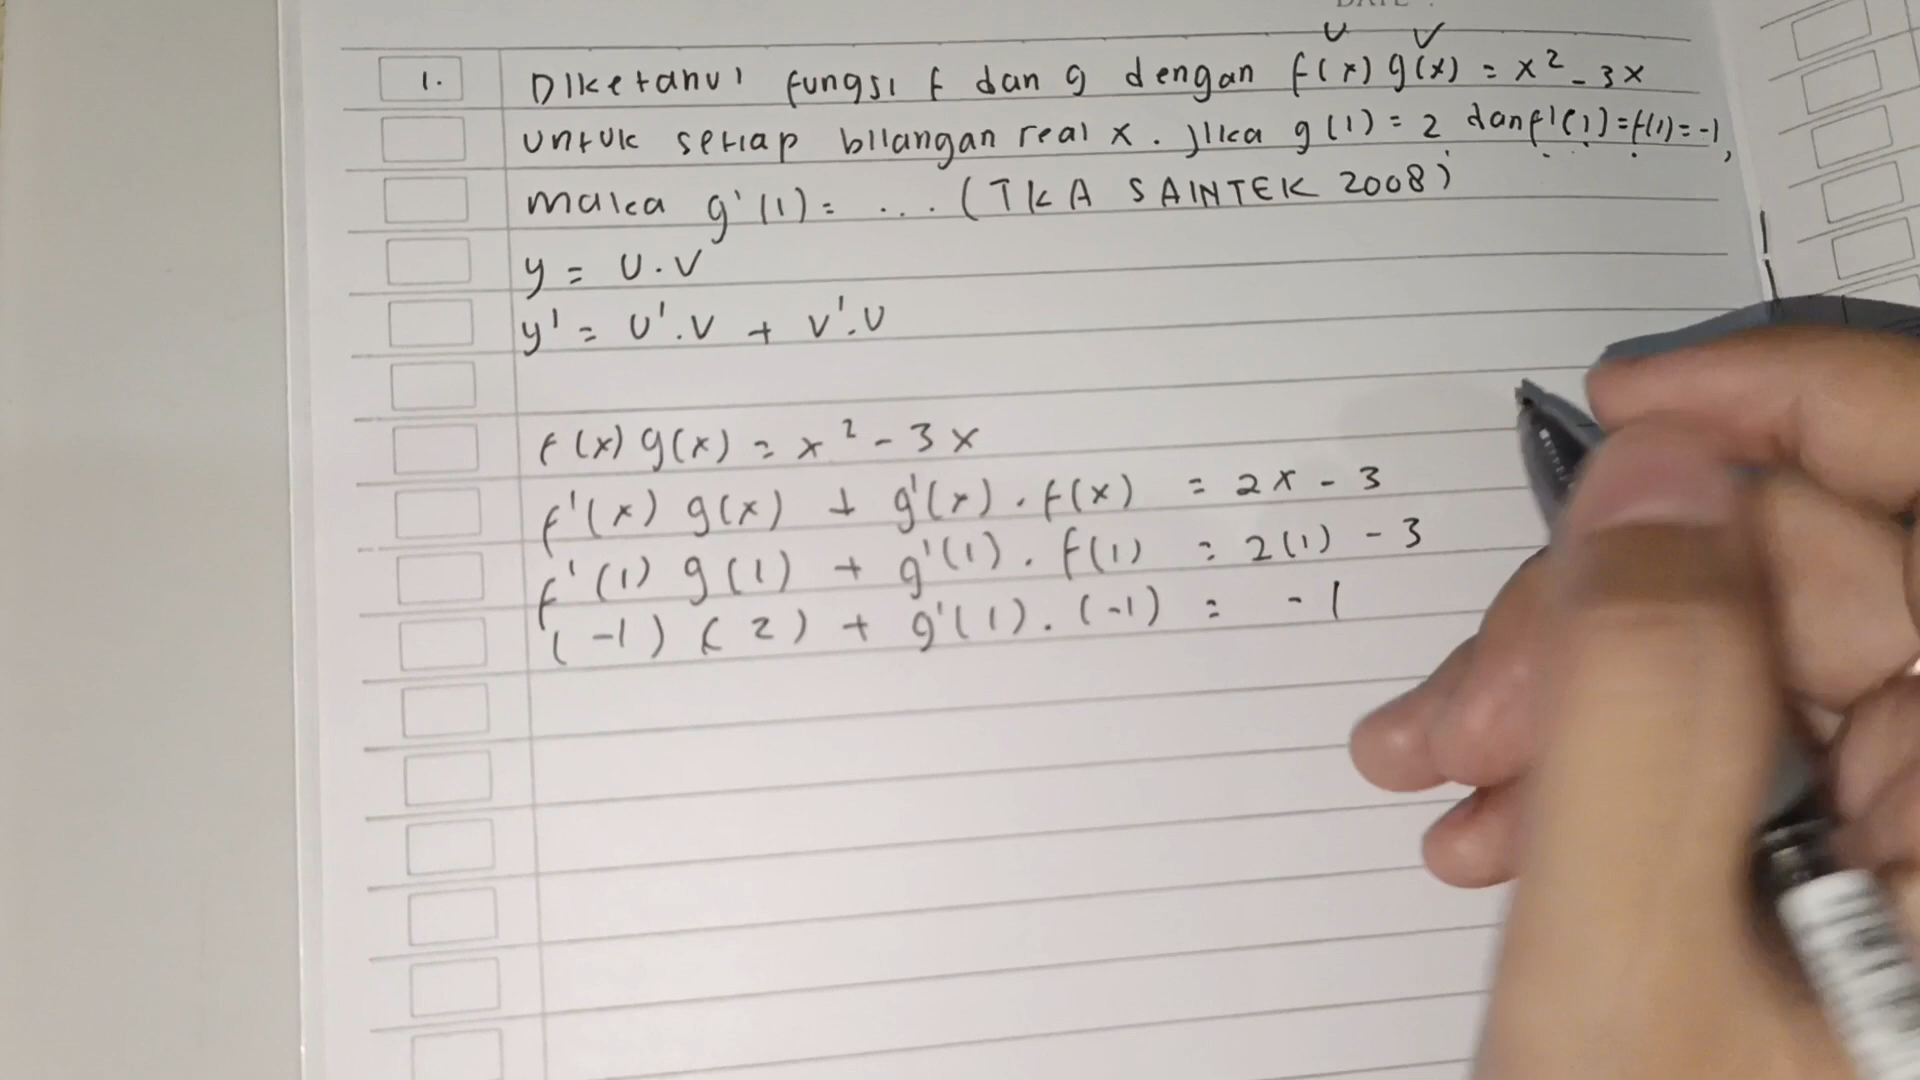 U V
1. Diketahui fungsi f dan g dengan f(x) g(x) = x² - 3x
untuk setiap bilangan real x. Jika g(1) = 2 dan f'(1) = f(1) = -1,
maka g'(1) = ... (TKA SAINTEK 2008)
y = U.V
y' = U'.V + V'.U
f(x) g(x) = x² - 3x
f'(x) g(x) + g'(x) . f(x) = 2x - 3
f'(1) g(1) + g'(1) . f(1) = 2(1) - 3
(-1) (2) + g'(1) . (-1) = -1